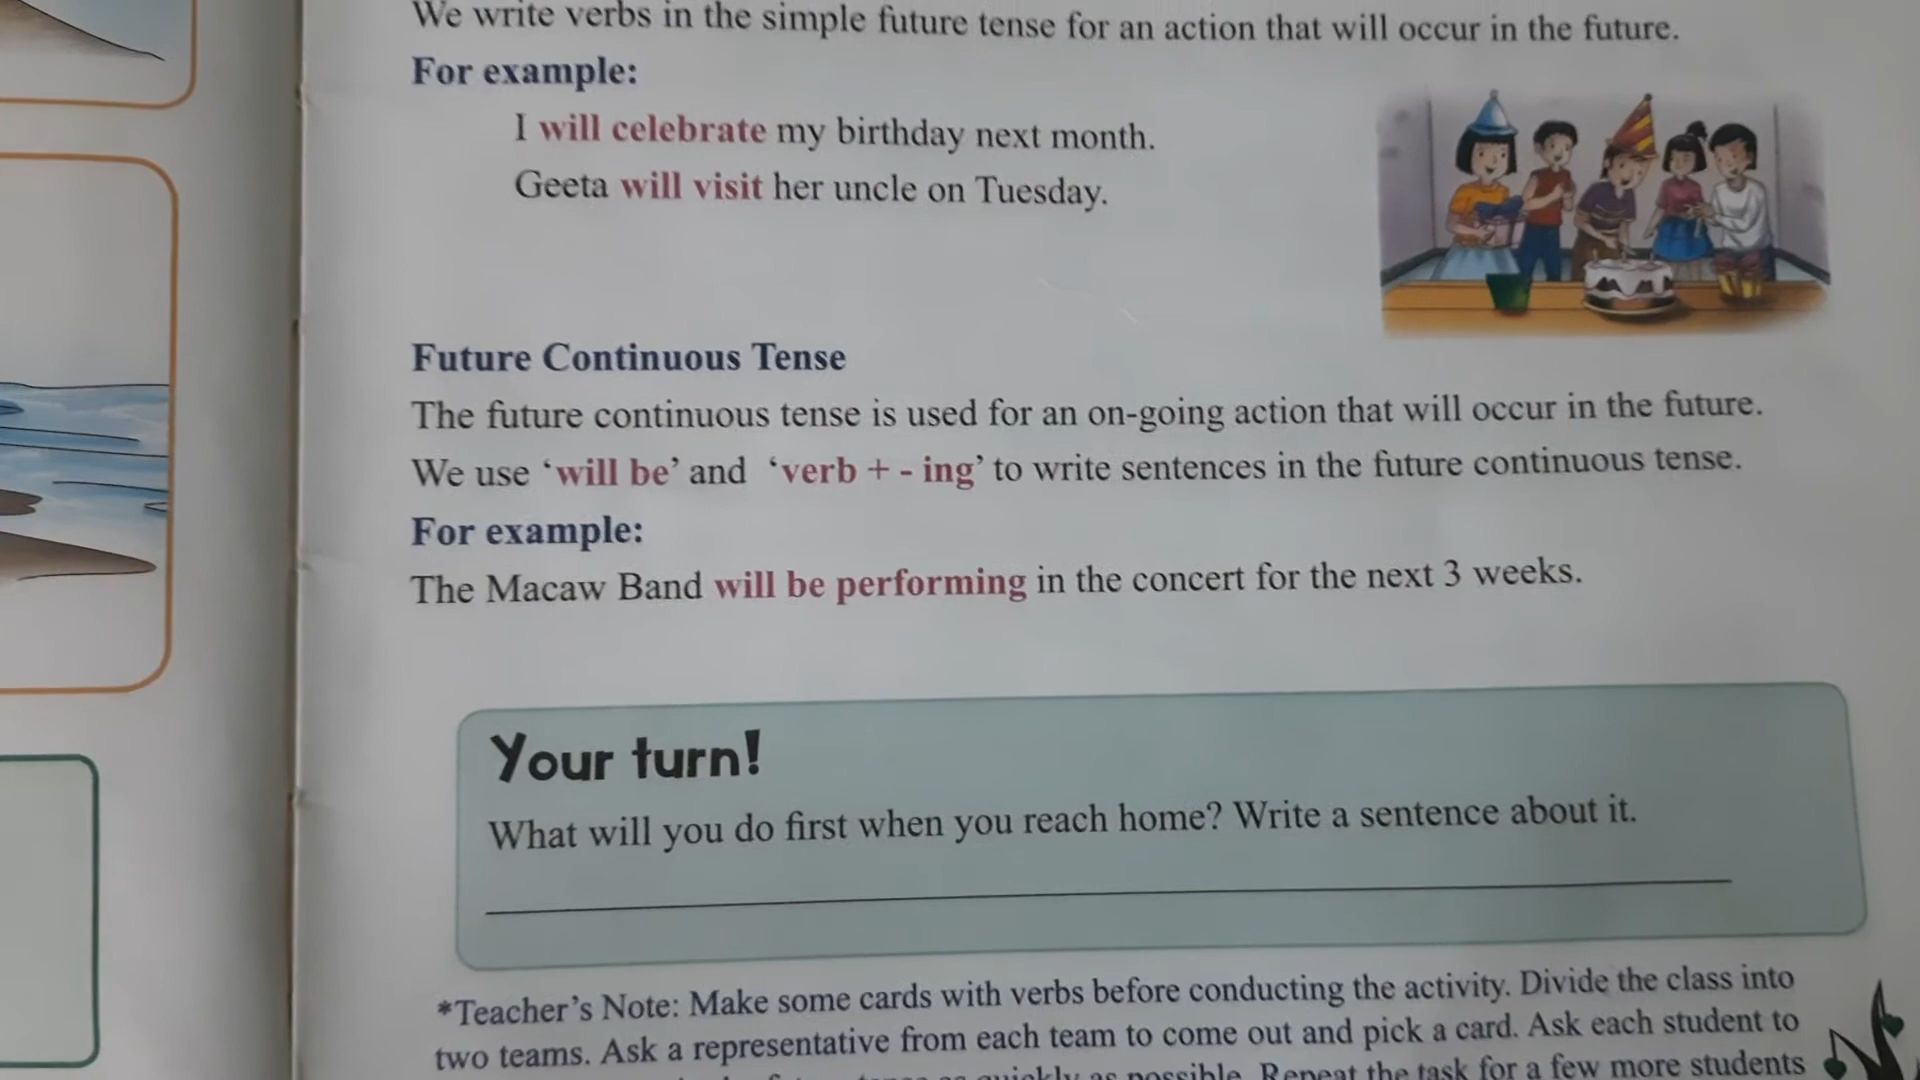 We write verbs in the simple future tense for an action that will occur in the future.
For example:
I will celebrate my birthday next month.
Geeta will visit her uncle on Tuesday.
Future Continuous Tense
The future continuous tense is used for an on-going action that will occur in the future.
We use ‘will be’ and ‘verb + - ing’ to write sentences in the future continuous tense.
For example:
The Macaw Band will be performing in the concert for the next 3 weeks.
Your turn!
What will you do first when you reach home? Write a sentence about it.
*Teacher’s Note: Make some cards with verbs before conducting the activity. Divide the class into
two teams. Ask a representative from each team to come out and pick a card. Ask each student to
quickly as possible. Repeat the task for a few more students